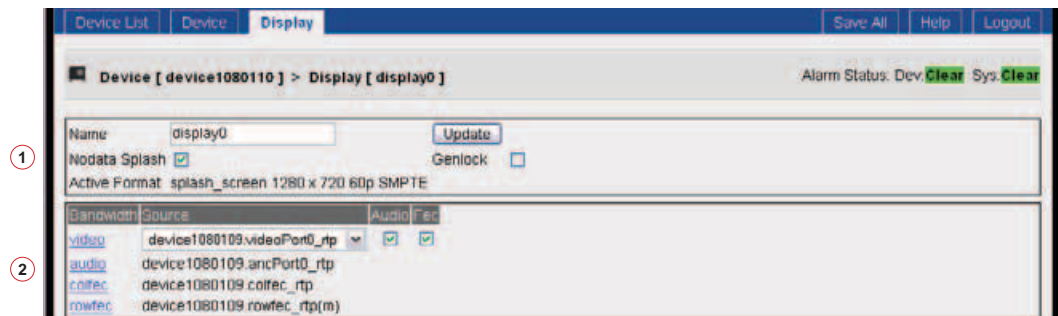 Device List Device Display Save All Help Logout
Device [ device1080110 ] > Display [ display0 ] Alarm Status: Dev: Clear Sys: Clear
Name display0 Update
1 Nodata Splash Genlock
Active Format splash_screen 1280 x 720 60p SMPTE
Bandwidth Source Audio Fec
video device1080109.videoPort0_rtp
2 audio device1080109.ancPort0_rtp
colfec device1080109.colfec_rtp
rowfec device1080109.rowfec_rtp(m)